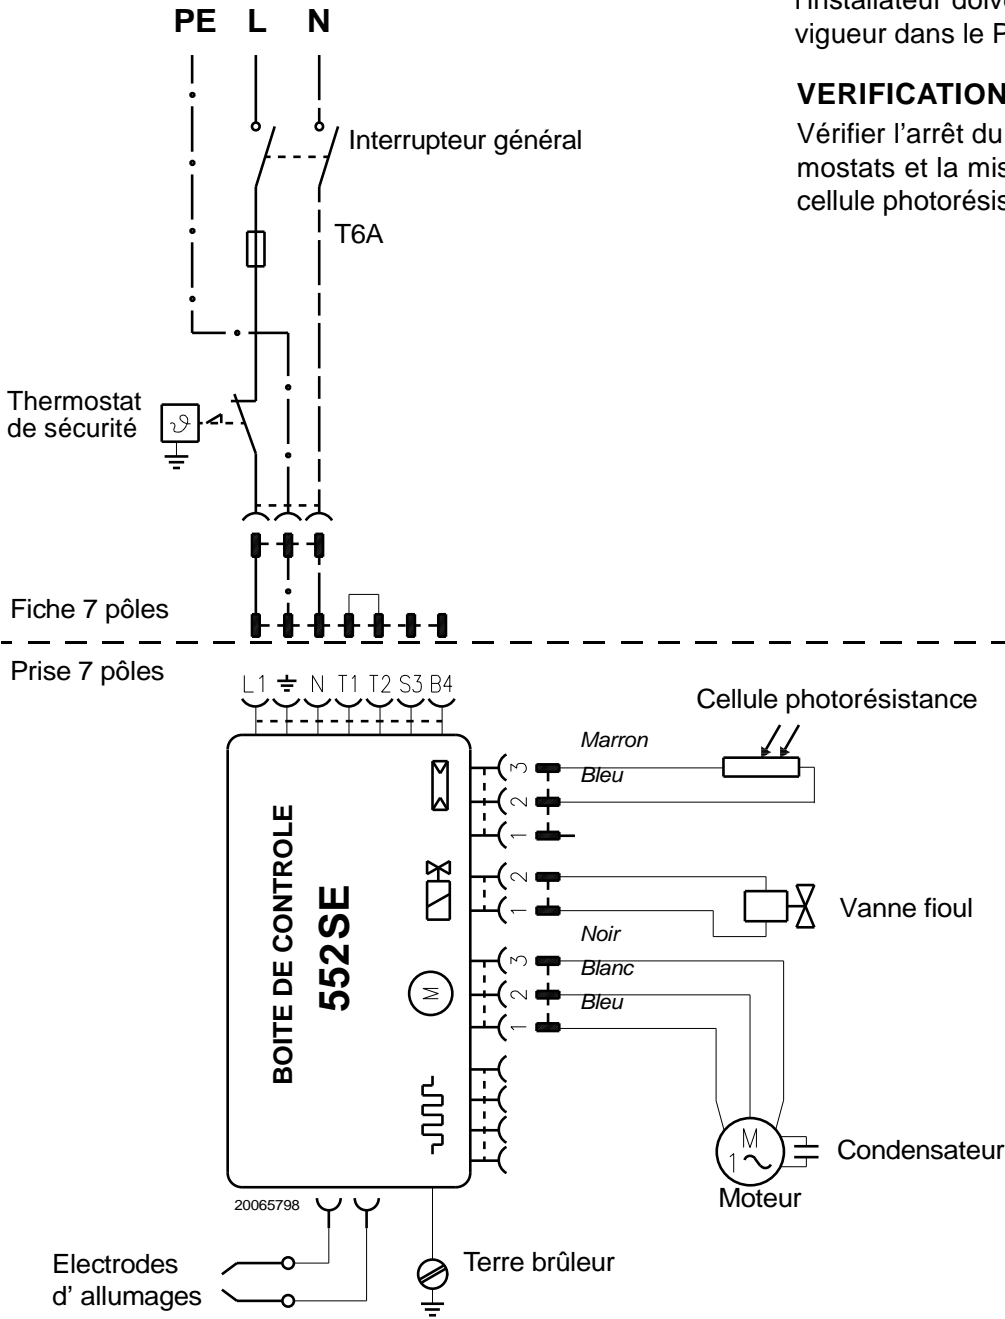 l'installateur doive
vigueur dans le P
VERIFICATION
Vérifier l'arrêt du
mostats et la mis
cellule photorésis
PE L N
Interrupteur général
T6A
Thermostat
de sécurité
Fiche 7 pôles
Prise 7 pôles
L1 N T1 T2 S3 B4
Cellule photorésistance
BOITE DE CONTROLE
552SE
3
Marron
2
Bleu
1
2
1
Vanne fioul
3
Noir
2
Blanc
1
Bleu
M
M
1
Condensateur
Moteur
20065798
Electrodes
d' allumages
Terre brûleur